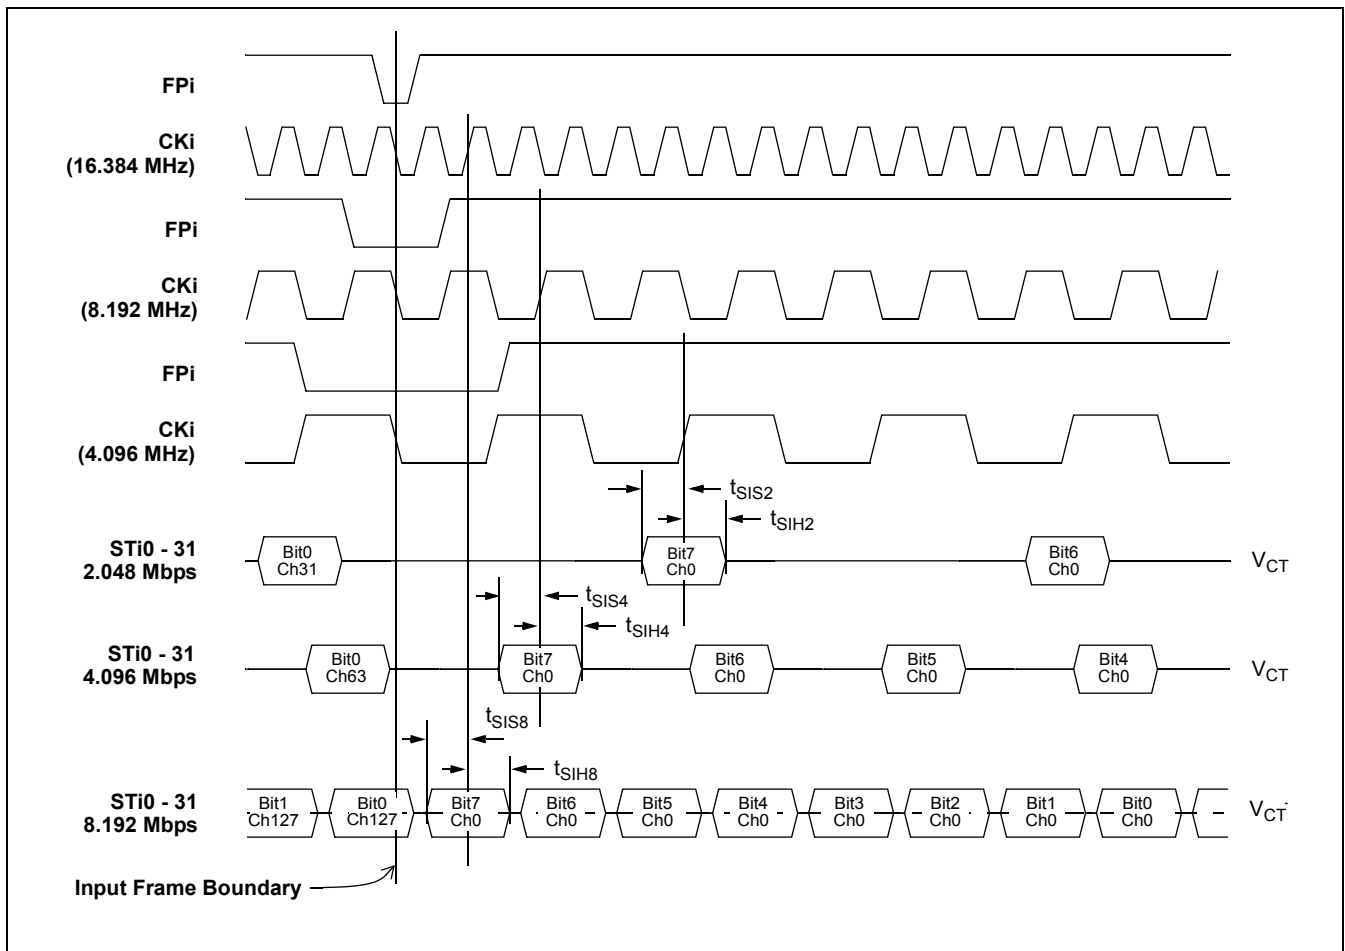 FPi
CKi
(16.384 MHz)
FPi
CKi
(8.192 MHz)
FPi
CKi
(4.096 MHz)
tSIS2
tSIH2
STi0 - 31
2.048 Mbps
Bit0
Ch31
Bit7
Ch0
Bit6
Ch0
VCT
tSIS4
tSIH4
STi0 - 31
4.096 Mbps
Bit0
Ch63
Bit7
Ch0
Bit6
Ch0
Bit5
Ch0
Bit4
Ch0
VCT
tSIS8
tSIH8
STi0 - 31
8.192 Mbps
Bit1
Ch127
Bit0
Ch127
Bit7
Ch0
Bit6
Ch0
Bit5
Ch0
Bit4
Ch0
Bit3
Ch0
Bit2
Ch0
Bit1
Ch0
Bit0
Ch0
VCT
Input Frame Boundary